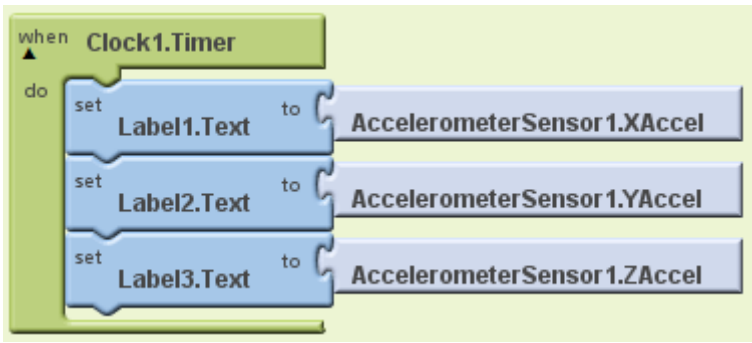 when Clock1.Timer
do
set Label1.Text to AccelerometerSensor1.XAccel
set Label2.Text to AccelerometerSensor1.YAccel
set Label3.Text to AccelerometerSensor1.ZAccel